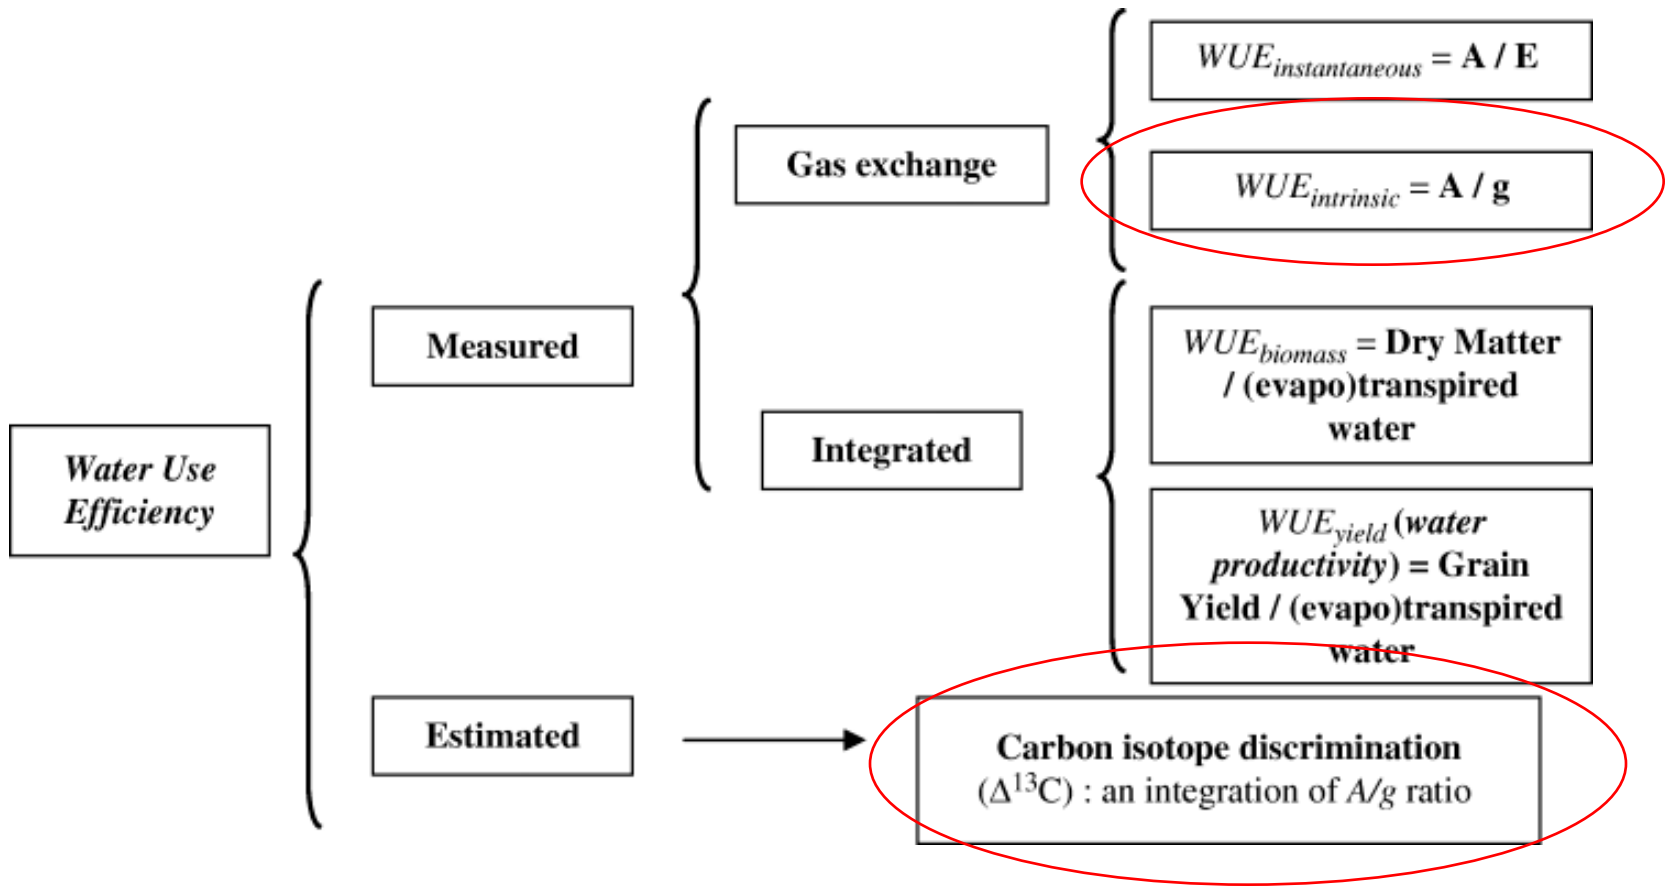 Water Use
Efficiency
Measured
Estimated
Gas exchange
Integrated
WUEinstantaneous = A / E
WUEintrinsic = A / g
WUEbiomass = Dry Matter
/ (evapo)transpired
water
WUEyield (water
productivity) = Grain
Yield / (evapo)transpired
water
Carbon isotope discrimination
(Δ¹³C) : an integration of A/g ratio